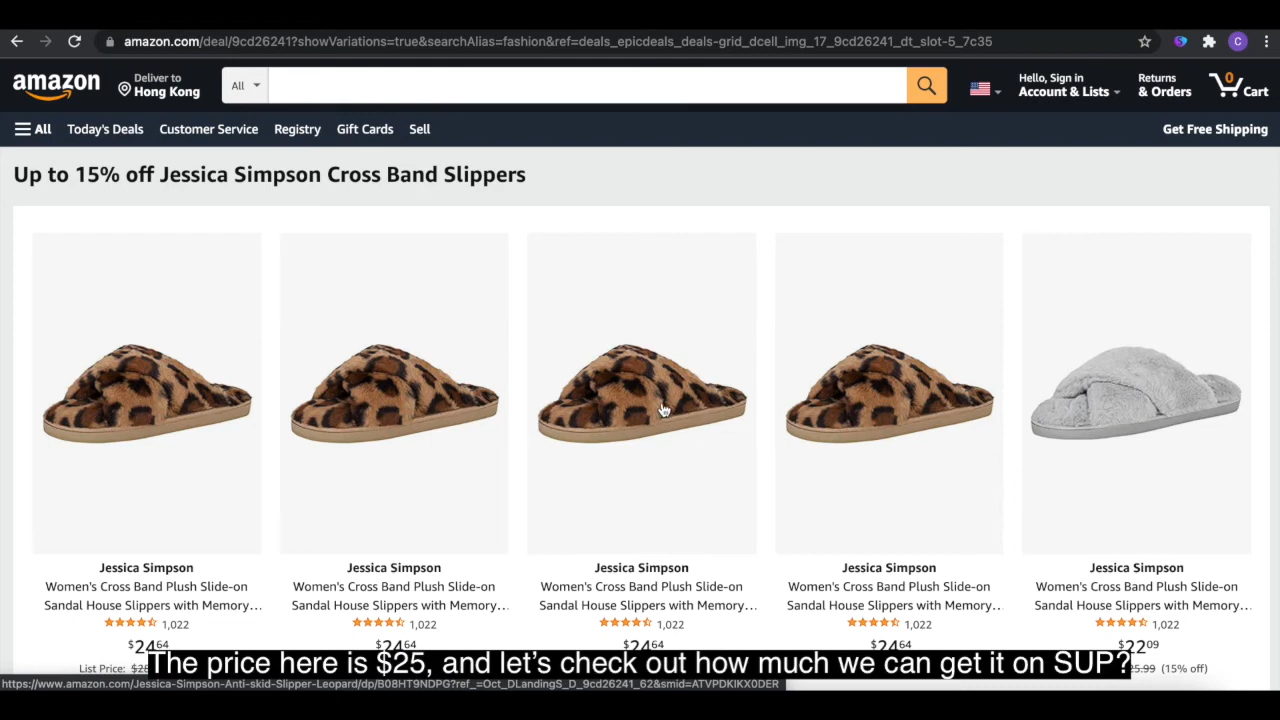 amazon.com/deal/9cd26241?showVariations=true&searchAlias=fashion&ref=deals_epicdeals_deals-grid_dcell_img_17_9cd26241_dt_slot-5_7c35
C
amazon
Deliver to
Hong Kong
All
Hello, Sign in
Account & Lists
Returns
& Orders
0
Cart
All
Today's Deals
Customer Service
Registry
Gift Cards
Sell
Get Free Shipping
Up to 15% off Jessica Simpson Cross Band Slippers
Jessica Simpson
Women's Cross Band Plush Slide-on
Sandal House Slippers with Memory…
1,022
$24⁶⁴
List Price:
Jessica Simpson
Women's Cross Band Plush Slide-on
Sandal House Slippers with Memory…
1,022
$24⁶⁴
Jessica Simpson
Women's Cross Band Plush Slide-on
Sandal House Slippers with Memory…
1,022
$24⁶⁴
Jessica Simpson
Women's Cross Band Plush Slide-on
Sandal House Slippers with Memory…
1,022
$24⁶⁴
Jessica Simpson
Women's Cross Band Plush Slide-on
Sandal House Slippers with Memory…
1,022
$22⁰⁹
(15% off)
The price here is $25, and let's check out how much we can get it on SUP?
https://www.amazon.com/Jessica-Simpson-Anti-skid-Slipper-Leopard/dp/B08HT9NDPG?ref_=Oct_DLandingS_D_9cd26241_62&smid=ATVPDKIKX0DER